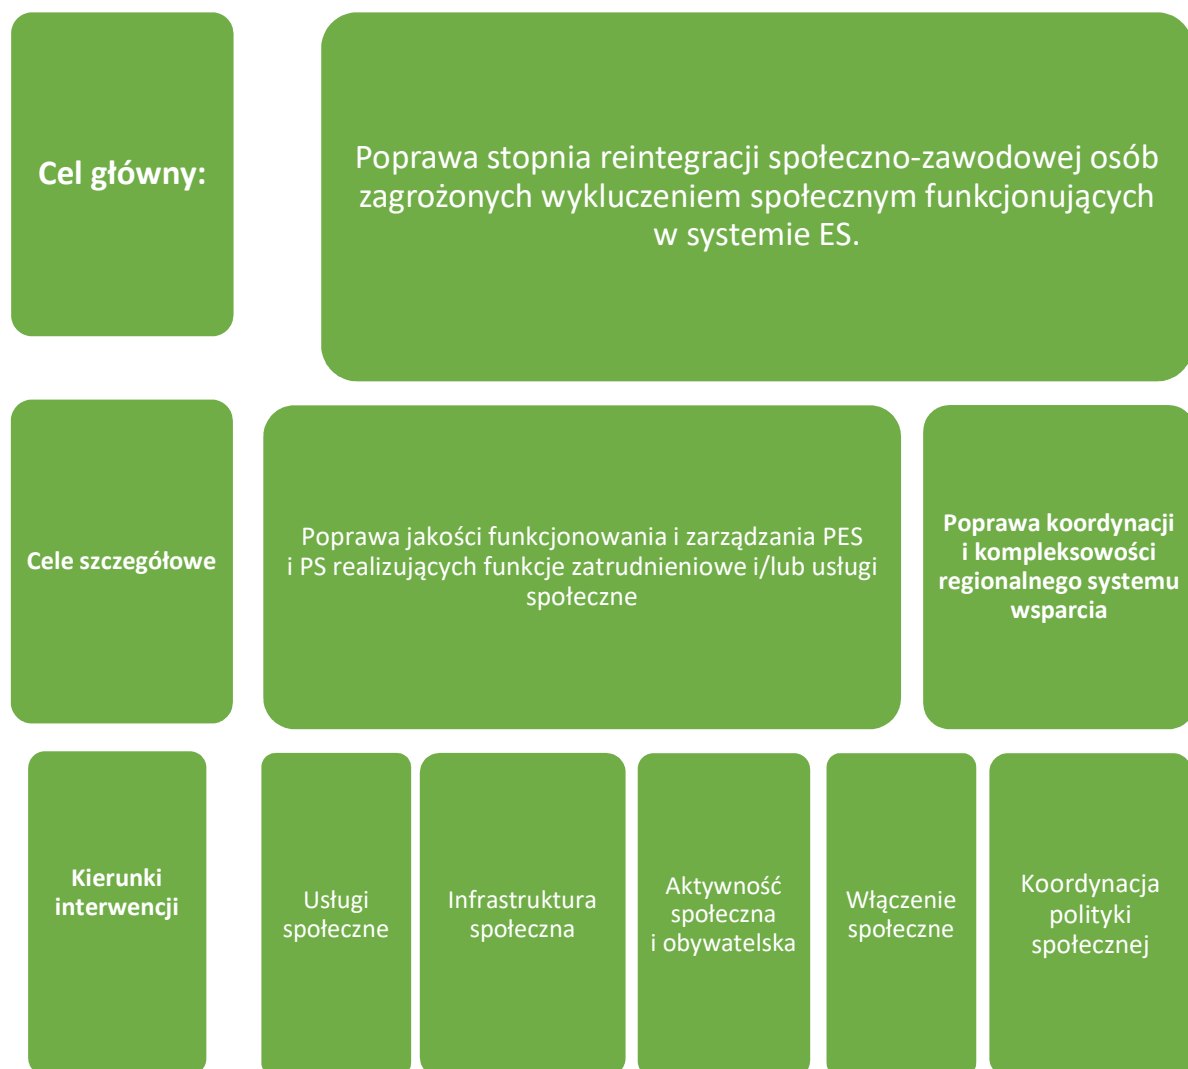 Cel główny:
Poprawa stopnia reintegracji społeczno-zawodowej osób
zagrożonych wykluczeniem społecznym funkcjonujących
w systemie ES.
Cele szczegółowe
Poprawa jakości funkcjonowania i zarządzania PES
i PS realizujących funkcje zatrudnieniowe i/lub usługi
społeczne
Poprawa koordynacji
i kompleksowości
regionalnego systemu
wsparcia
Kierunki
interwencji
Usługi
społeczne
Infrastruktura
społeczna
Aktywność
społeczna
i obywatelska
Włączenie
społeczne
Koordynacja
polityki
społecznej